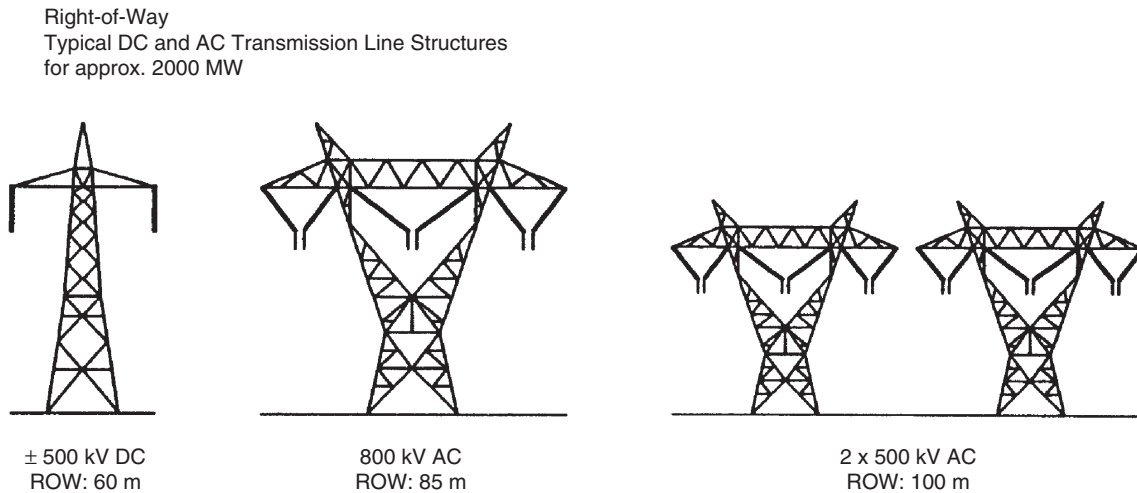 Right-of-Way
Typical DC and AC Transmission Line Structures
for approx. 2000 MW
± 500 kV DC
ROW: 60 m
800 kV AC
ROW: 85 m
2 x 500 kV AC
ROW: 100 m